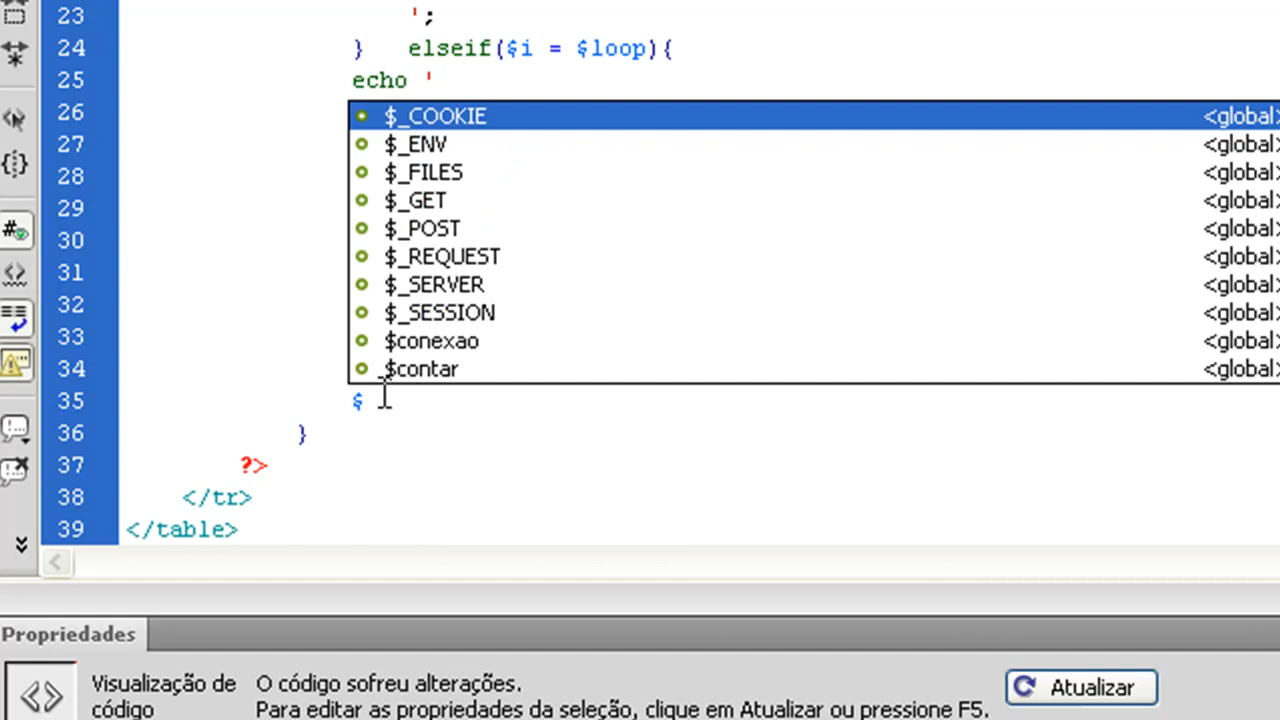 23 ';
24 } elseif($i = $loop){
25 echo '
26 $_COOKIE <global>
27 $_ENV <global>
28 $_FILES <global>
29 $_GET <global>
30 $_POST <global>
31 $_REQUEST <global>
32 $_SERVER <global>
33 $_SESSION <global>
$conexao <global>
34 $contar <global>
35 $
36 }
37 ?>
38 </tr>
39 </table>
Propriedades
Visualização de código
O código sofreu alterações.
Para editar as propriedades da seleção, clique em Atualizar ou pressione F5.
Atualizar